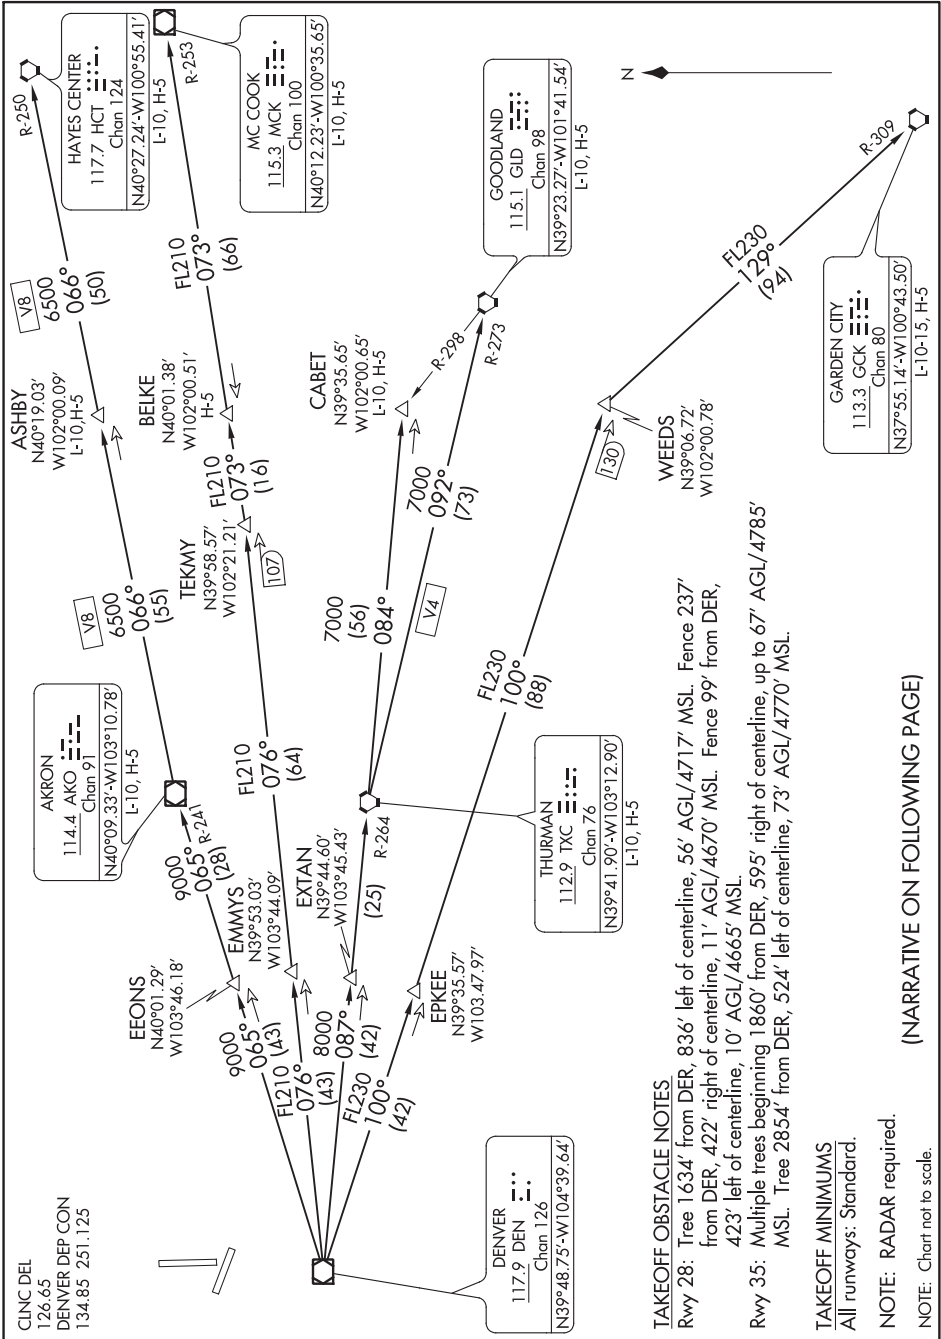 CLNC DEL
126.65
DENVER DEP CON
134.85 251.125
DENVER
117.9 DEN
Chan 126
N39°48.75'-W104°39.64'
9000
065°
(43)
FL210
076°
(43)
8000
087°
(42)
FL230
100°
(42)
EEONS
N40°01.29'
W103°46.18'
EMMYS
N39°53.03'
W103°44.09'
EXTAN
N39°44.60'
W103°45.43'
EPKEE
N39°35.57'
W103.47.97'
9000
065°
(28)
R-241
AKRON
114.4 AKO
Chan 91
N40°09.33'-W103°10.78'
L-10, H-5
(25)
R-264
THURMAN
112.9 TXC
Chan 76
N39°41.90'-W103°12.90'
L-10, H-5
V8
6500
066°
(55)
FL210
076°
(64)
7000
(56)
084°
V4
7000
092°
(73)
FL230
100°
(88)
TEKMY
N39°58.57'
W102°21.21'
107
FL210
073°
(16)
ASHBY
N40°19.03'
W102°00.09'
L-10,H-5
BELKE
N40°01.38'
W102°00.51'
H-5
CABET
N39°35.65'
W102°00.65'
L-10, H-5
130
WEEDS
N39°06.72'
W102°00.78'
V8
6500
066°
(50)
FL210
073°
(66)
R-298
R-273
GOODLAND
115.1 GLD
Chan 98
N39°23.27'-W101°41.54'
L-10, H-5
FL230
129°
(94)
R-250
HAYES CENTER
117.7 HCT
Chan 124
N40°27.24'-W100°55.41'
L-10, H-5
R-253
MC COOK
115.3 MCK
Chan 100
N40°12.23'-W100°35.65'
L-10, H-5
N
R-309
GARDEN CITY
113.3 GCK
Chan 80
N37°55.14'-W100°43.50'
L-10-15, H-5
TAKEOFF OBSTACLE NOTES
Rwy 28: Tree 1634' from DER, 836' left of centerline, 56' AGL/4717' MSL. Fence 237'
from DER, 422' right of centerline, 11' AGL/4670' MSL. Fence 99' from DER,
423' left of centerline, 10' AGL/4665' MSL.
Rwy 35: Multiple trees beginning 1860' from DER, 595' right of centerline, up to 67' AGL/4785'
MSL. Tree 2854' from DER, 524' left of centerline, 73' AGL/4770' MSL.
TAKEOFF MINIMUMS
All runways: Standard.
NOTE: RADAR required.
NOTE: Chart not to scale.
(NARRATIVE ON FOLLOWING PAGE)